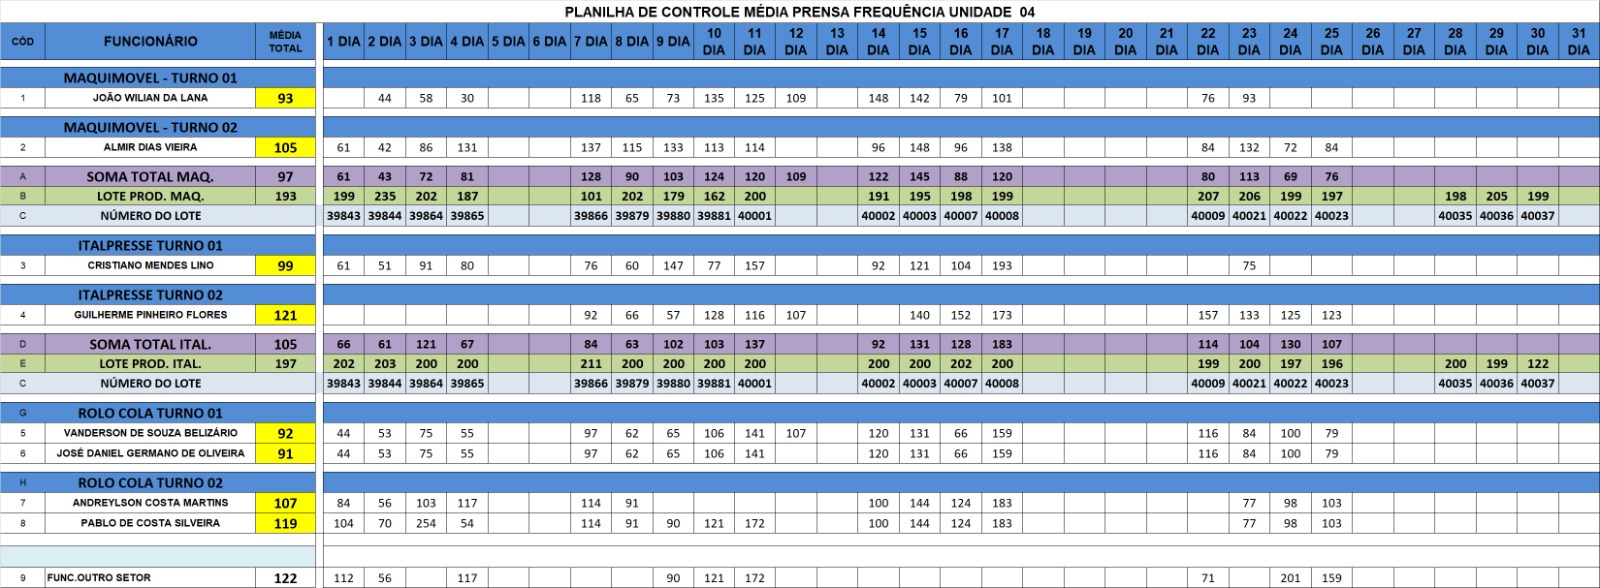 PLANILHA DE CONTROLE MÉDIA PRENSA FREQUÊNCIA UNIDADE 04
CÓD FUNCIONÁRIO MÉDIA TOTAL 1 DIA 2 DIA 3 DIA 4 DIA 5 DIA 6 DIA 7 DIA 8 DIA 9 DIA 10 DIA 11 DIA 12 DIA 13 DIA 14 DIA 15 DIA 16 DIA 17 DIA 18 DIA 19 DIA 20 DIA 21 DIA 22 DIA 23 DIA 24 DIA 25 DIA 26 DIA 27 DIA 28 DIA 29 DIA 30 DIA 31 DIA
MAQUIMOVEL - TURNO 01
1 JOÃO WILIAN DA LANA 93 44 58 30 118 65 73 135 125 109 148 142 79 101 76 93
MAQUIMOVEL - TURNO 02
2 ALMIR DIAS VIEIRA 105 61 42 86 131 137 115 133 113 114 96 148 96 138 84 132 72 84
A SOMA TOTAL MAQ. 97 61 43 72 81 128 90 103 124 120 109 122 145 88 120 80 113 69 76
B LOTE PROD. MAQ. 193 199 235 202 187 101 202 179 162 200 191 195 198 199 207 206 199 197 198 205 199
C NÚMERO DO LOTE 39843 39844 39864 39865 39866 39879 39880 39881 40001 40002 40003 40007 40008 40009 40021 40022 40023 40035 40036 40037
ITALPRESSE TURNO 01
3 CRISTIANO MENDES LINO 99 61 51 91 80 76 60 147 77 157 92 121 104 193 75
ITALPRESSE TURNO 02
4 GUILHERME PINHEIRO FLORES 121 92 66 57 128 116 107 140 152 173 157 133 125 123
D SOMA TOTAL ITAL. 105 66 61 121 67 84 63 102 103 137 92 131 128 183 114 104 130 107
E LOTE PROD. ITAL. 197 202 203 200 200 211 200 200 200 200 200 200 202 200 199 200 197 196 200 199 122
C NÚMERO DO LOTE 39843 39844 39864 39865 39866 39879 39880 39881 40001 40002 40003 40007 40008 40009 40021 40022 40023 40035 40036 40037
G ROLO COLA TURNO 01
5 VANDERSON DE SOUZA BELIZÁRIO 92 44 53 75 55 97 62 65 106 141 107 120 131 66 159 116 84 100 79
6 JOSÉ DANIEL GERMANO DE OLIVEIRA 91 44 53 75 55 97 62 65 106 141 120 131 66 159 116 84 100 79
H ROLO COLA TURNO 02
7 ANDREYLSON COSTA MARTINS 107 84 56 103 117 114 91 100 144 124 183 77 98 103
8 PABLO DE COSTA SILVEIRA 119 104 70 254 54 114 91 90 121 172 100 144 124 183 77 98 103
9 FUNC.OUTRO SETOR 122 112 56 117 90 121 172 71 201 159